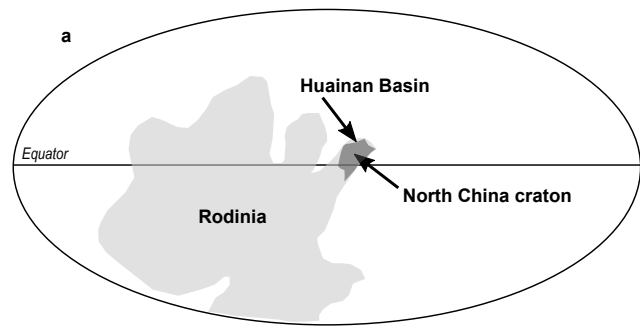 a
Huainan Basin
Equator
North China craton
Rodinia